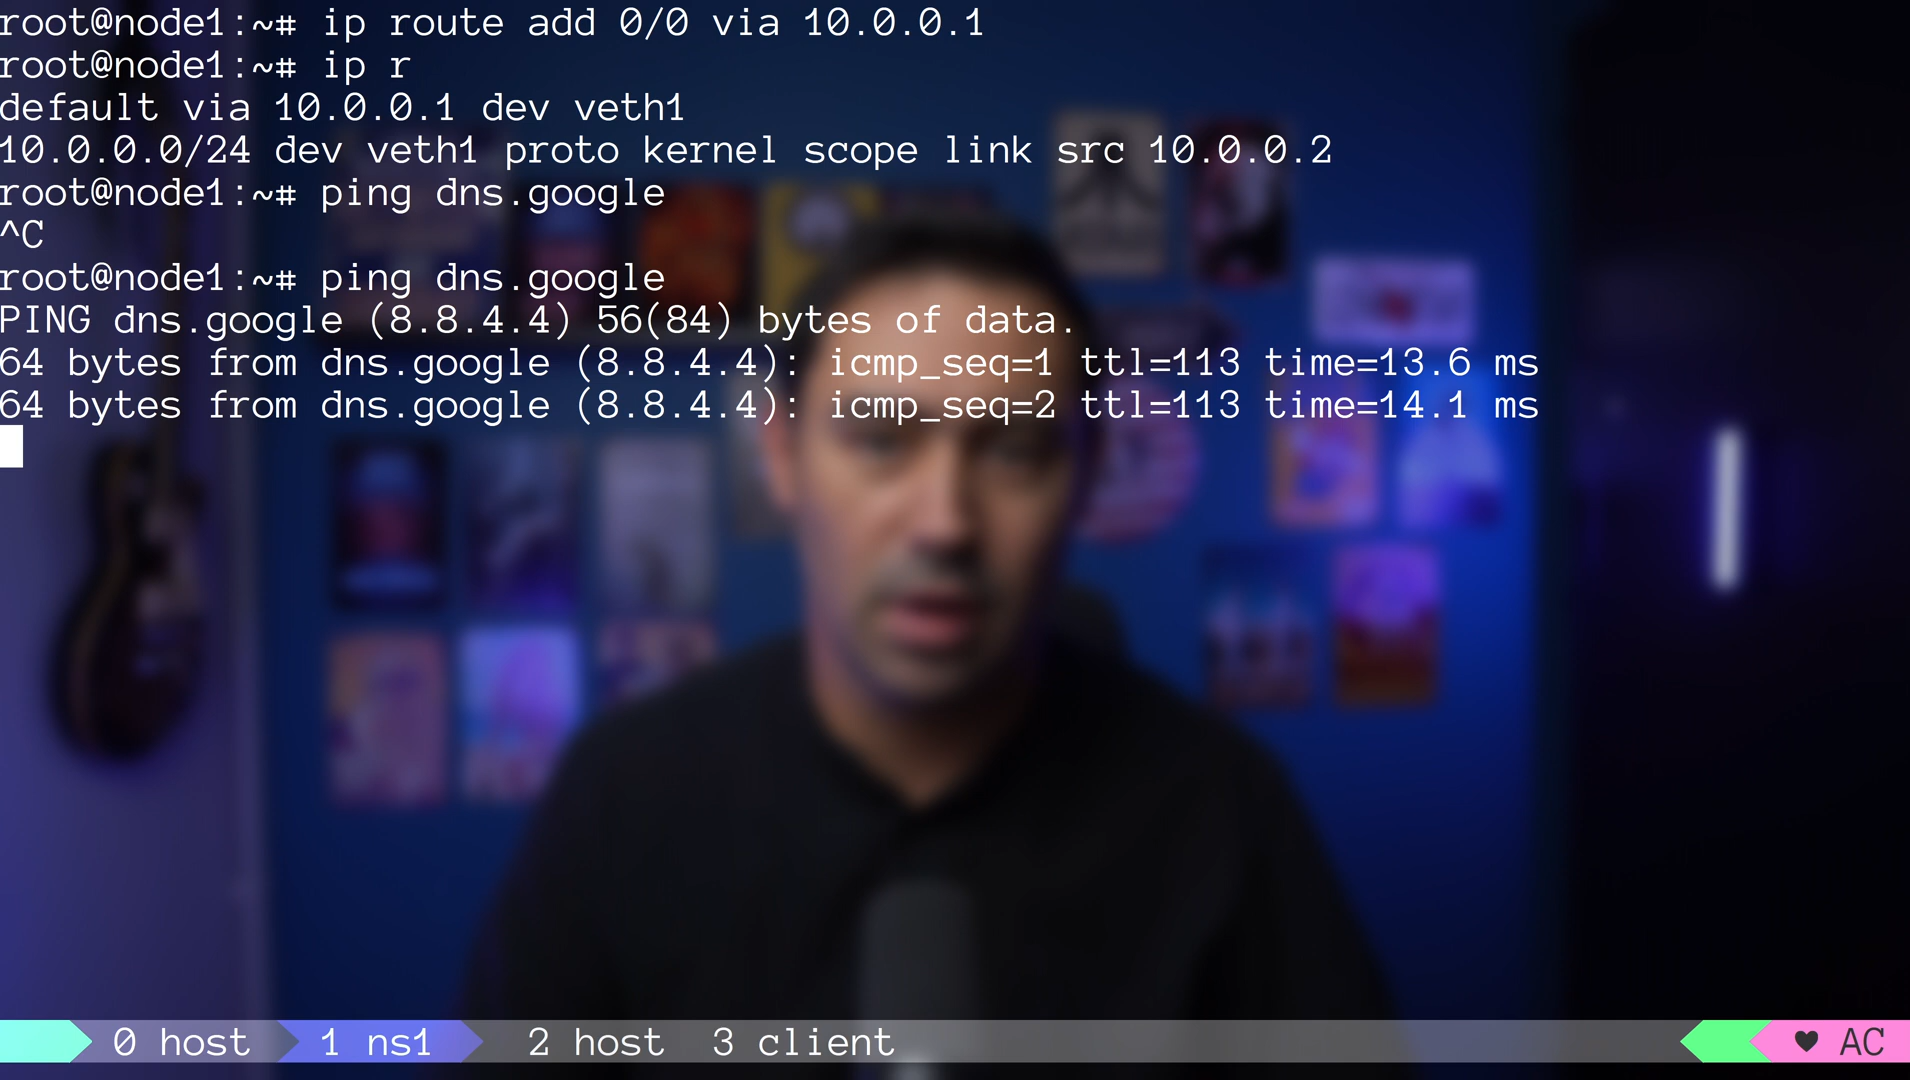 root@node1:~# ip route add 0/0 via 10.0.0.1
root@node1:~# ip r
default via 10.0.0.1 dev veth1
10.0.0.0/24 dev veth1 proto kernel scope link src 10.0.0.2
root@node1:~# ping dns.google
^C
root@node1:~# ping dns.google
PING dns.google (8.8.4.4) 56(84) bytes of data.
64 bytes from dns.google (8.8.4.4): icmp_seq=1 ttl=113 time=13.6 ms
64 bytes from dns.google (8.8.4.4): icmp_seq=2 ttl=113 time=14.1 ms
0 host 1 ns1 2 host 3 client ♥ AC